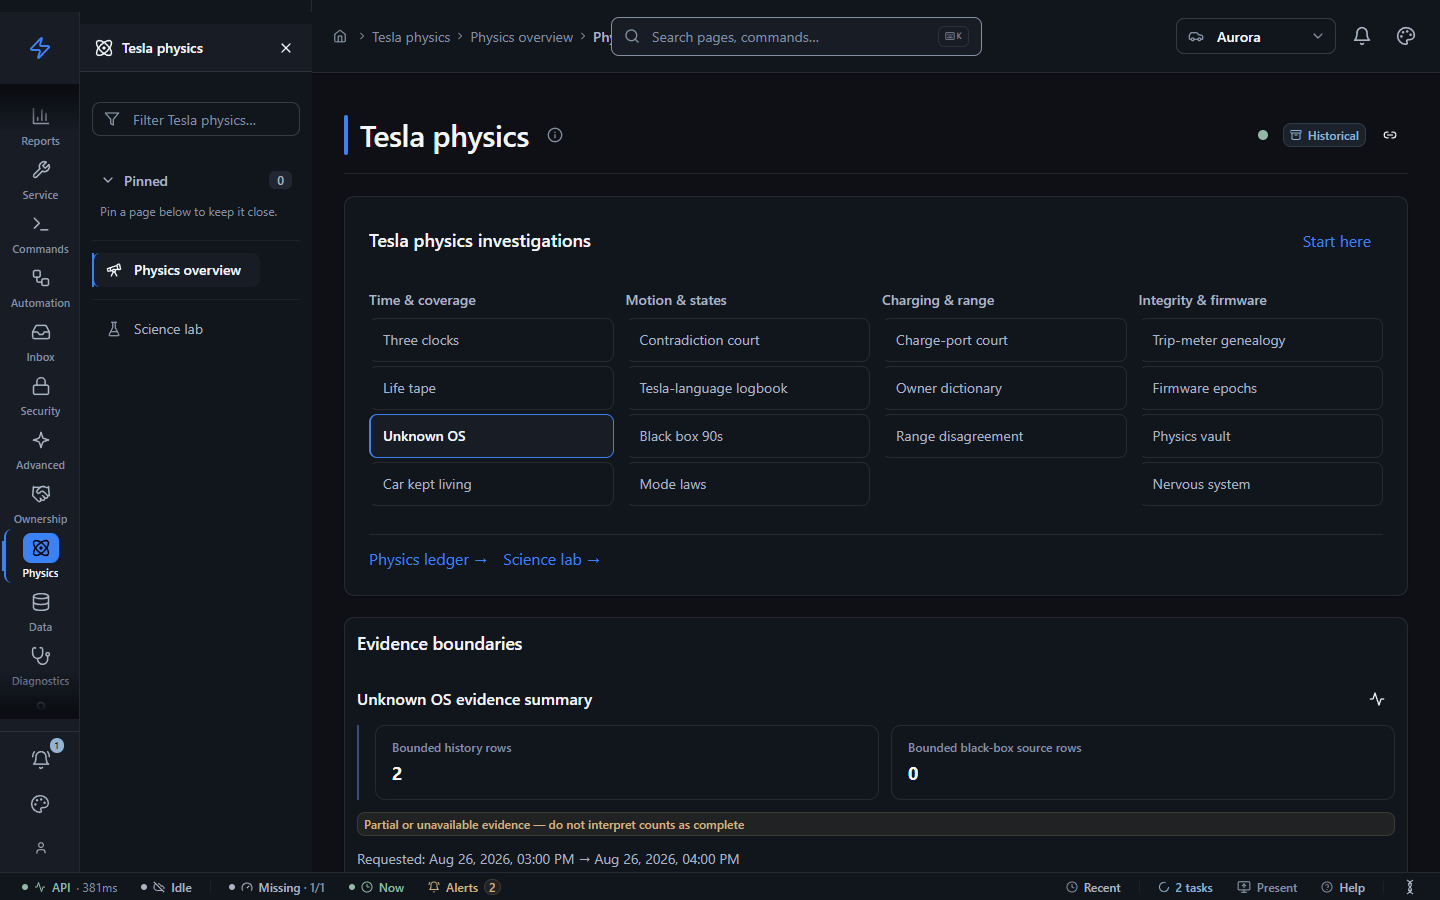 Tesla physics
Tesla physics
Physics overview
Search pages, commands...
K
Aurora
Reports
Service
Commands
Automation
Inbox
Security
Advanced
Ownership
Physics
Data
Diagnostics
1
Filter Tesla physics...
Pinned
0
Pin a page below to keep it close.
Physics overview
Science lab
Tesla physics
Historical
Tesla physics investigations
Start here
Time & coverage
Three clocks
Life tape
Unknown OS
Car kept living
Motion & states
Contradiction court
Tesla-language logbook
Black box 90s
Mode laws
Charging & range
Charge-port court
Owner dictionary
Range disagreement
Integrity & firmware
Trip-meter genealogy
Firmware epochs
Physics vault
Nervous system
Physics ledger →
Science lab →
Evidence boundaries
Unknown OS evidence summary
Bounded history rows
2
Bounded black-box source rows
0
Partial or unavailable evidence — do not interpret counts as complete
Requested: Aug 26, 2026, 03:00 PM → Aug 26, 2026, 04:00 PM
API · 381ms
Idle
Missing · 1/1
Now
Alerts 2
Recent
2 tasks
Present
Help